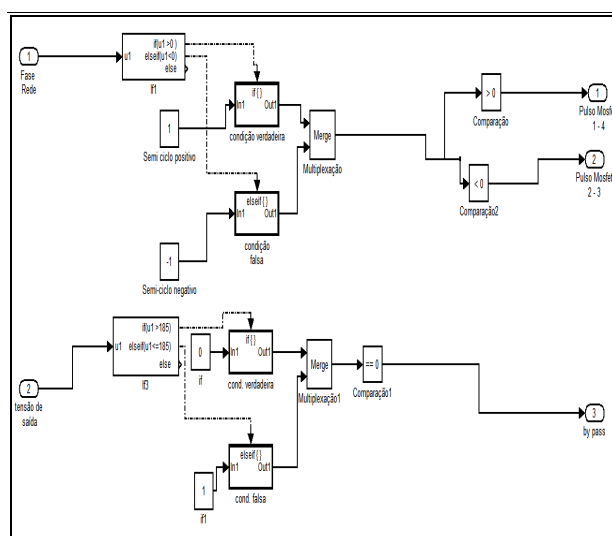 1
Fase
Rede
u1
if(u1 >0 )
elseif(u1<0)
else
If1
1
Semi ciclo positivo
if { }
In1 Out1
condição verdadeira
elseif { }
In1 Out1
condição
falsa
-1
Semi-ciclo negativo
Merge
Multiplexação
> 0
Comparação
1
Pulso Mosfet
1 - 4
< 0
Comparação2
2
Pulso Mosfet
2 - 3
2
tensão de
saída
u1
if(u1 >185)
elseif(u1<=185)
else
If3
0
if
if { }
In1 Out1
cond. verdadeira
1
if1
elseif { }
In1 Out1
cond. falsa
Merge
Multiplexação1
== 0
Comparação1
3
by pass